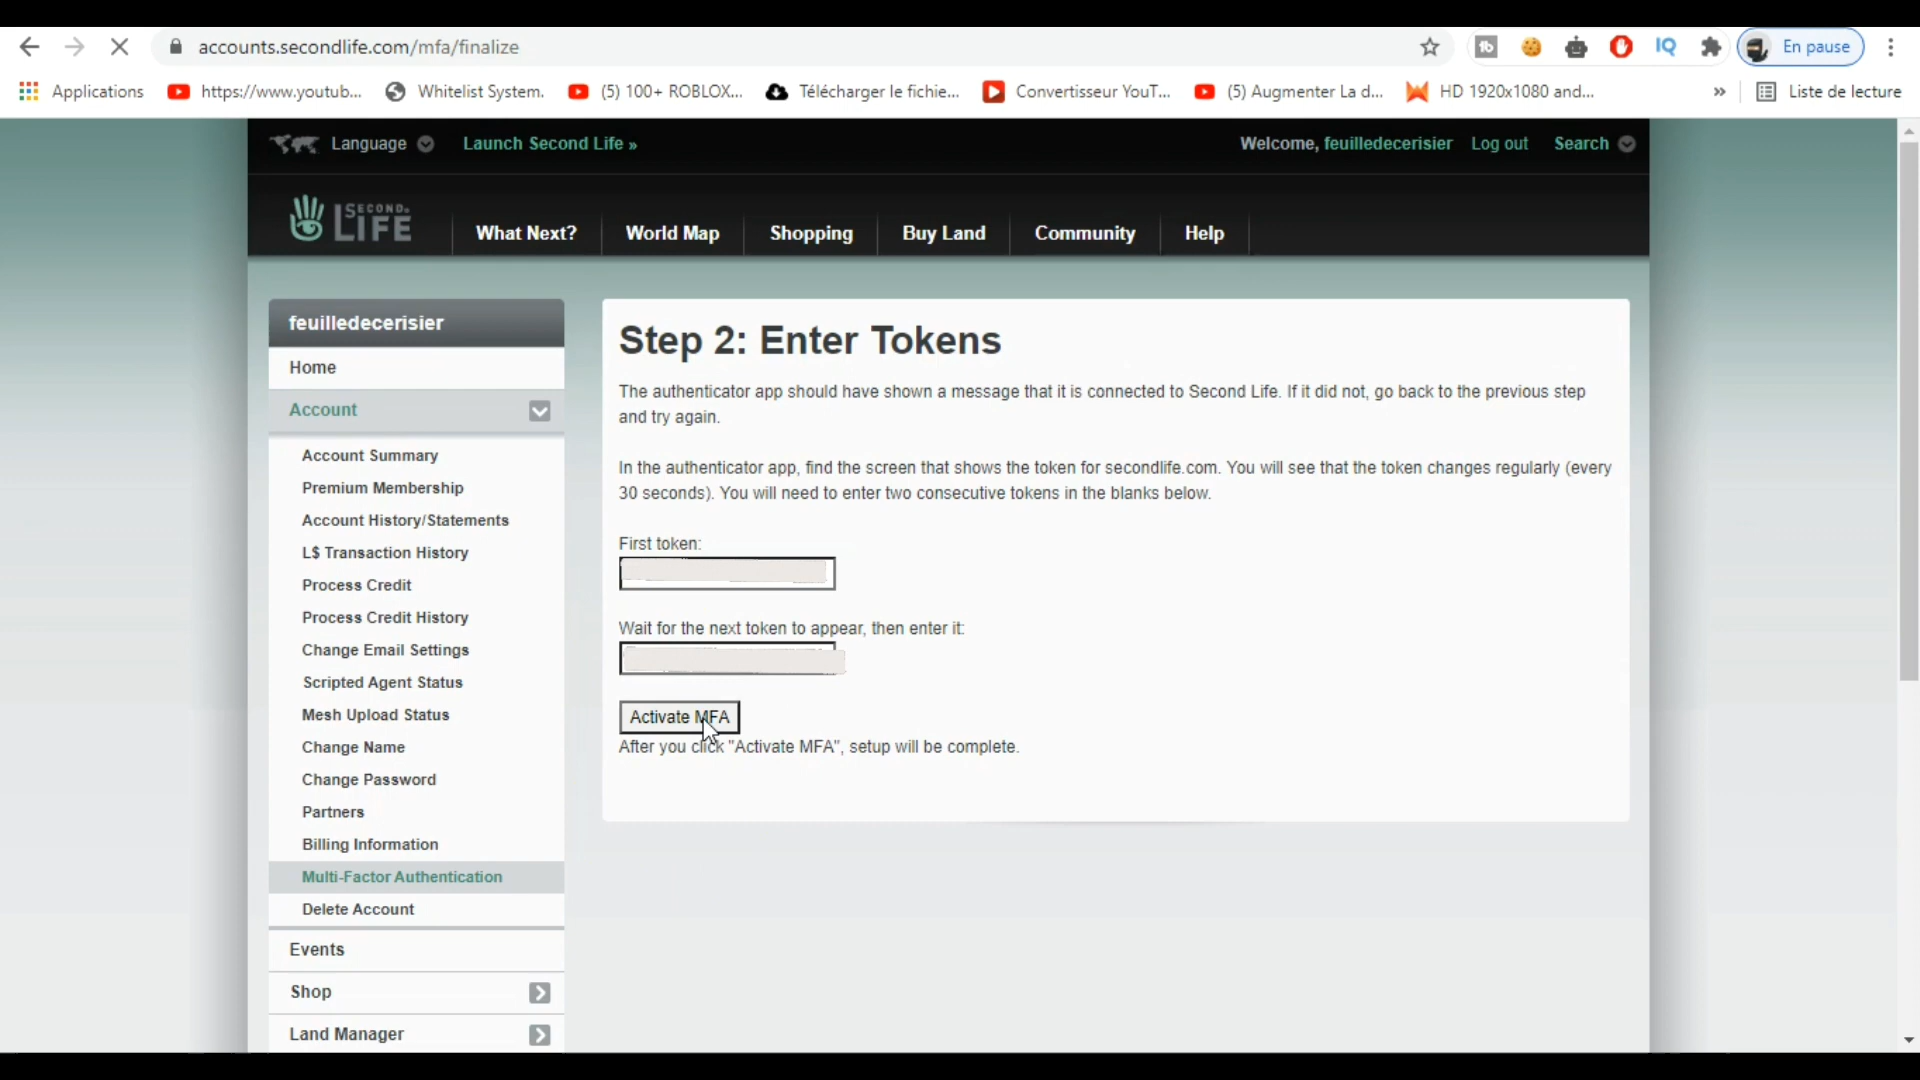 accounts.secondlife.com/mfa/finalize
En pause
Applications
https://www.youtub...
Whitelist System.
(5) 100+ ROBLOX...
Télécharger le fichie...
Convertisseur YouT...
(5) Augmenter La d...
HD 1920x1080 and...
»
Liste de lecture
Language
Launch Second Life »
Welcome, feuilledecerisier
Log out
Search
SECOND
LIFE
What Next?
World Map
Shopping
Buy Land
Community
Help
feuilledecerisier
Home
Account
Account Summary
Premium Membership
Account History/Statements
L$ Transaction History
Process Credit
Process Credit History
Change Email Settings
Scripted Agent Status
Mesh Upload Status
Change Name
Change Password
Partners
Billing Information
Multi-Factor Authentication
Delete Account
Events
Shop
Land Manager
Step 2: Enter Tokens
The authenticator app should have shown a message that it is connected to Second Life. If it did not, go back to the previous step
and try again.
In the authenticator app, find the screen that shows the token for secondlife.com. You will see that the token changes regularly (every
30 seconds). You will need to enter two consecutive tokens in the blanks below.
First token:
Wait for the next token to appear, then enter it:
Activate MFA
After you click "Activate MFA", setup will be complete.